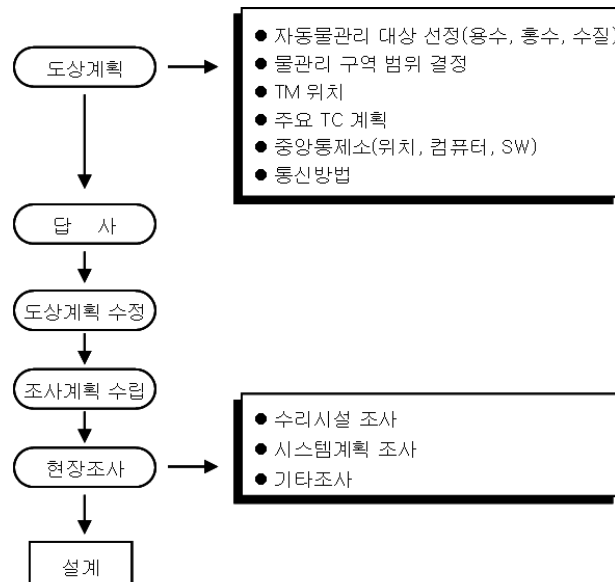 도상계획
● 자동물관리 대상 선정(용수, 홍수, 수질)
● 물관리 구역 범위 결정
● TM 위치
● 주요 TC 계획
● 중앙통제소(위치, 컴퓨터, SW)
● 통신방법
답 사
도상계획 수정
조사계획 수립
현장조사
● 수리시설 조사
● 시스템계획 조사
● 기타조사
설계